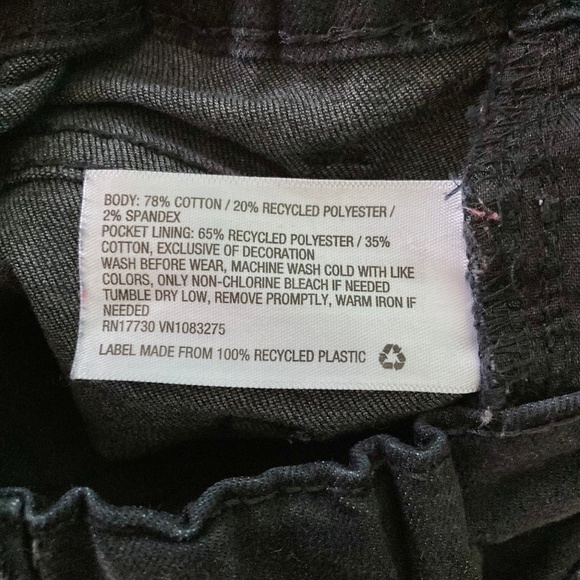 BODY: 78% COTTON / 20% RECYCLED POLYESTER /
2% SPANDEX
POCKET LINING: 65% RECYCLED POLYESTER / 35%
COTTON, EXCLUSIVE OF DECORATION
WASH BEFORE WEAR, MACHINE WASH COLD WITH LIKE
COLORS, ONLY NON-CHLORINE BLEACH IF NEEDED
TUMBLE DRY LOW, REMOVE PROMPTLY, WARM IRON IF
NEEDED
RN17730 VN1083275
LABEL MADE FROM 100% RECYCLED PLASTIC